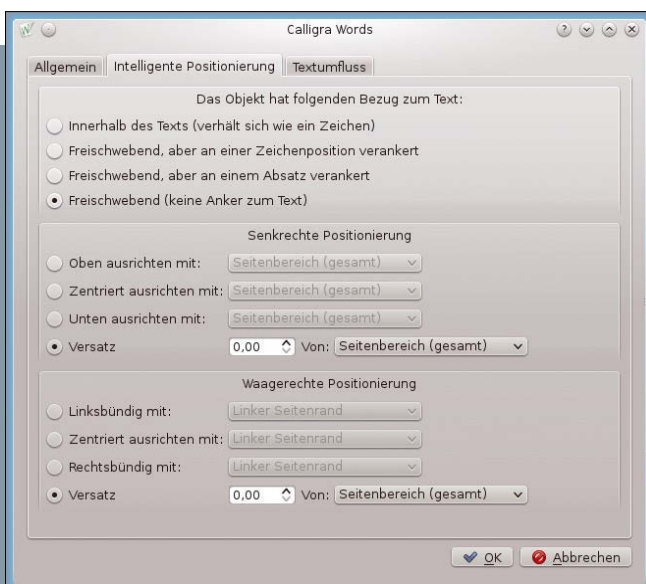 Calligra Words
Allgemein Intelligente Positionierung Textumfluss
Das Objekt hat folgenden Bezug zum Text:
Innerhalb des Texts (verhält sich wie ein Zeichen)
Freischwebend, aber an einer Zeichenposition verankert
Freischwebend, aber an einem Absatz verankert
Freischwebend (keine Anker zum Text)
Senkrechte Positionierung
Oben ausrichten mit: Seitenbereich (gesamt)
Zentriert ausrichten mit: Seitenbereich (gesamt)
Unten ausrichten mit: Seitenbereich (gesamt)
Versatz 0,00 Von: Seitenbereich (gesamt)
Waagerechte Positionierung
Linksbündig mit: Linker Seitenrand
Zentriert ausrichten mit: Linker Seitenrand
Rechtsbündig mit: Linker Seitenrand
Versatz 0,00 Von: Seitenbereich (gesamt)
OK Abbrechen